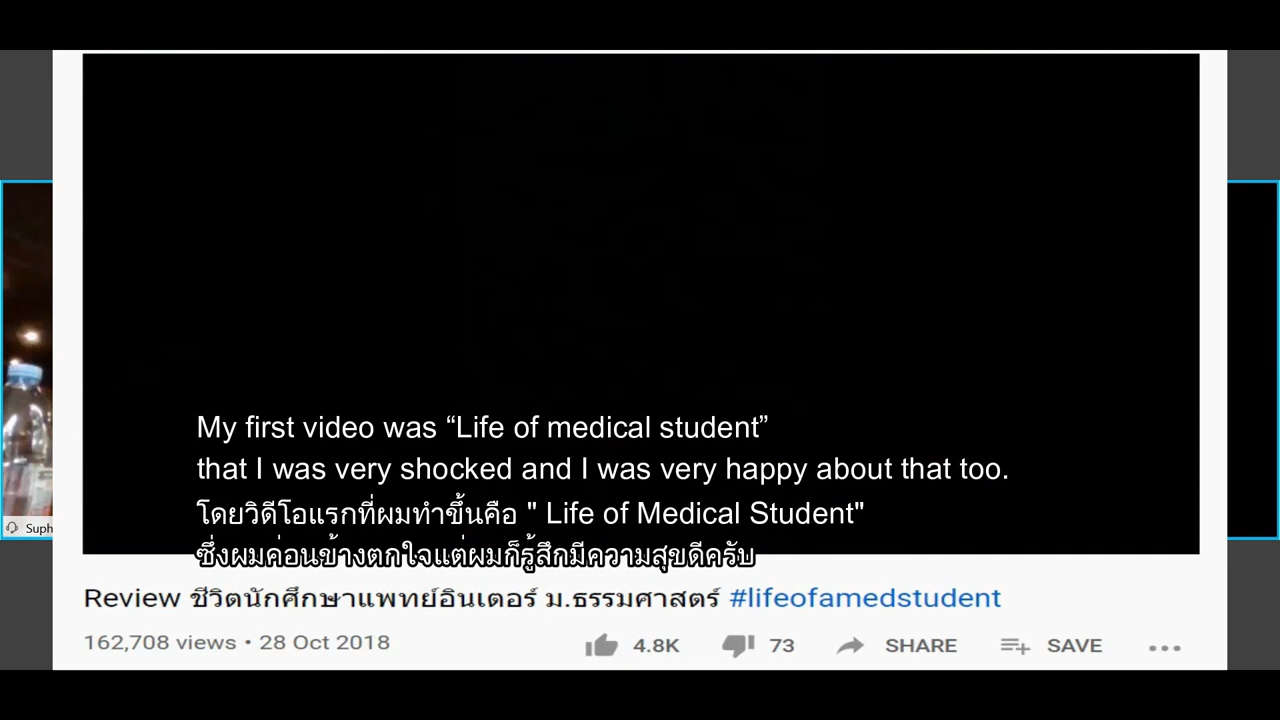 My first video was “Life of medical student”
that I was very shocked and I was very happy about that too.
โดยวิดีโอแรกที่ผมทำขึ้นคือ " Life of Medical Student"
ซึ่งผมค่อนข้างตกใจแต่ผมก็รู้สึกมีความสุขดีครับ
Suph
Review ชีวิตนักศึกษาแพทย์อินเตอร์ ม.ธรรมศาสตร์ #lifeofamedstudent
162,708 views • 28 Oct 2018 4.8K 73 SHARE SAVE